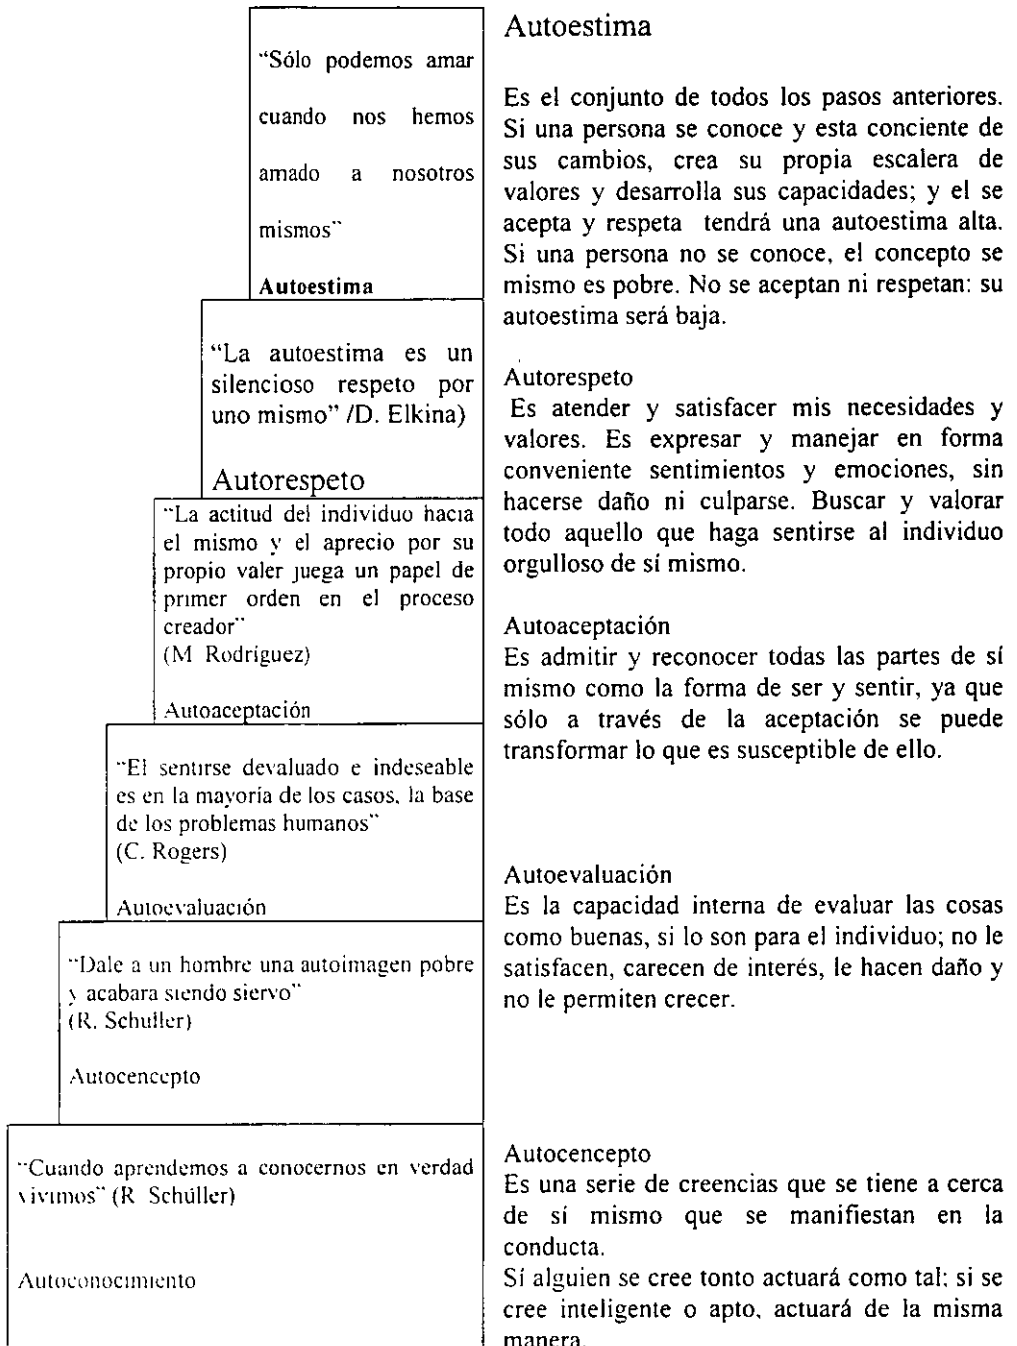 “Sólo podemos amar
cuando nos hemos
amado a nosotros
mismos”
Autoestima
“La autoestima es un
silencioso respeto por
uno mismo” /D. Elkina)
Autorespeto
“La actitud del individuo hacia
el mismo y el aprecio por su
propio valer juega un papel de
primer orden en el proceso
creador”
(M Rodríguez)
Autoaceptación
“El sentirse devaluado e indeseable
es en la mayoría de los casos, la base
de los problemas humanos”
(C. Rogers)
Autoevaluación
“Dale a un hombre una autoimagen pobre
y acabara siendo siervo”
(R. Schuller)
Autocencepto
“Cuando aprendemos a conocernos en verdad
vivimos” (R Schüller)
Autoconocimiento
Autoestima
Es el conjunto de todos los pasos anteriores.
Si una persona se conoce y esta conciente de
sus cambios, crea su propia escalera de
valores y desarrolla sus capacidades; y el se
acepta y respeta tendrá una autoestima alta.
Si una persona no se conoce, el concepto se
mismo es pobre. No se aceptan ni respetan: su
autoestima será baja.
Autorespeto
Es atender y satisfacer mis necesidades y
valores. Es expresar y manejar en forma
conveniente sentimientos y emociones, sin
hacerse daño ni culparse. Buscar y valorar
todo aquello que haga sentirse al individuo
orgulloso de sí mismo.
Autoaceptación
Es admitir y reconocer todas las partes de sí
mismo como la forma de ser y sentir, ya que
sólo a través de la aceptación se puede
transformar lo que es susceptible de ello.
Autoevaluación
Es la capacidad interna de evaluar las cosas
como buenas, si lo son para el individuo; no le
satisfacen, carecen de interés, le hacen daño y
no le permiten crecer.
Autocencepto
Es una serie de creencias que se tiene a cerca
de sí mismo que se manifiestan en la
conducta.
Sí alguien se cree tonto actuará como tal; si se
cree inteligente o apto, actuará de la misma
manera.